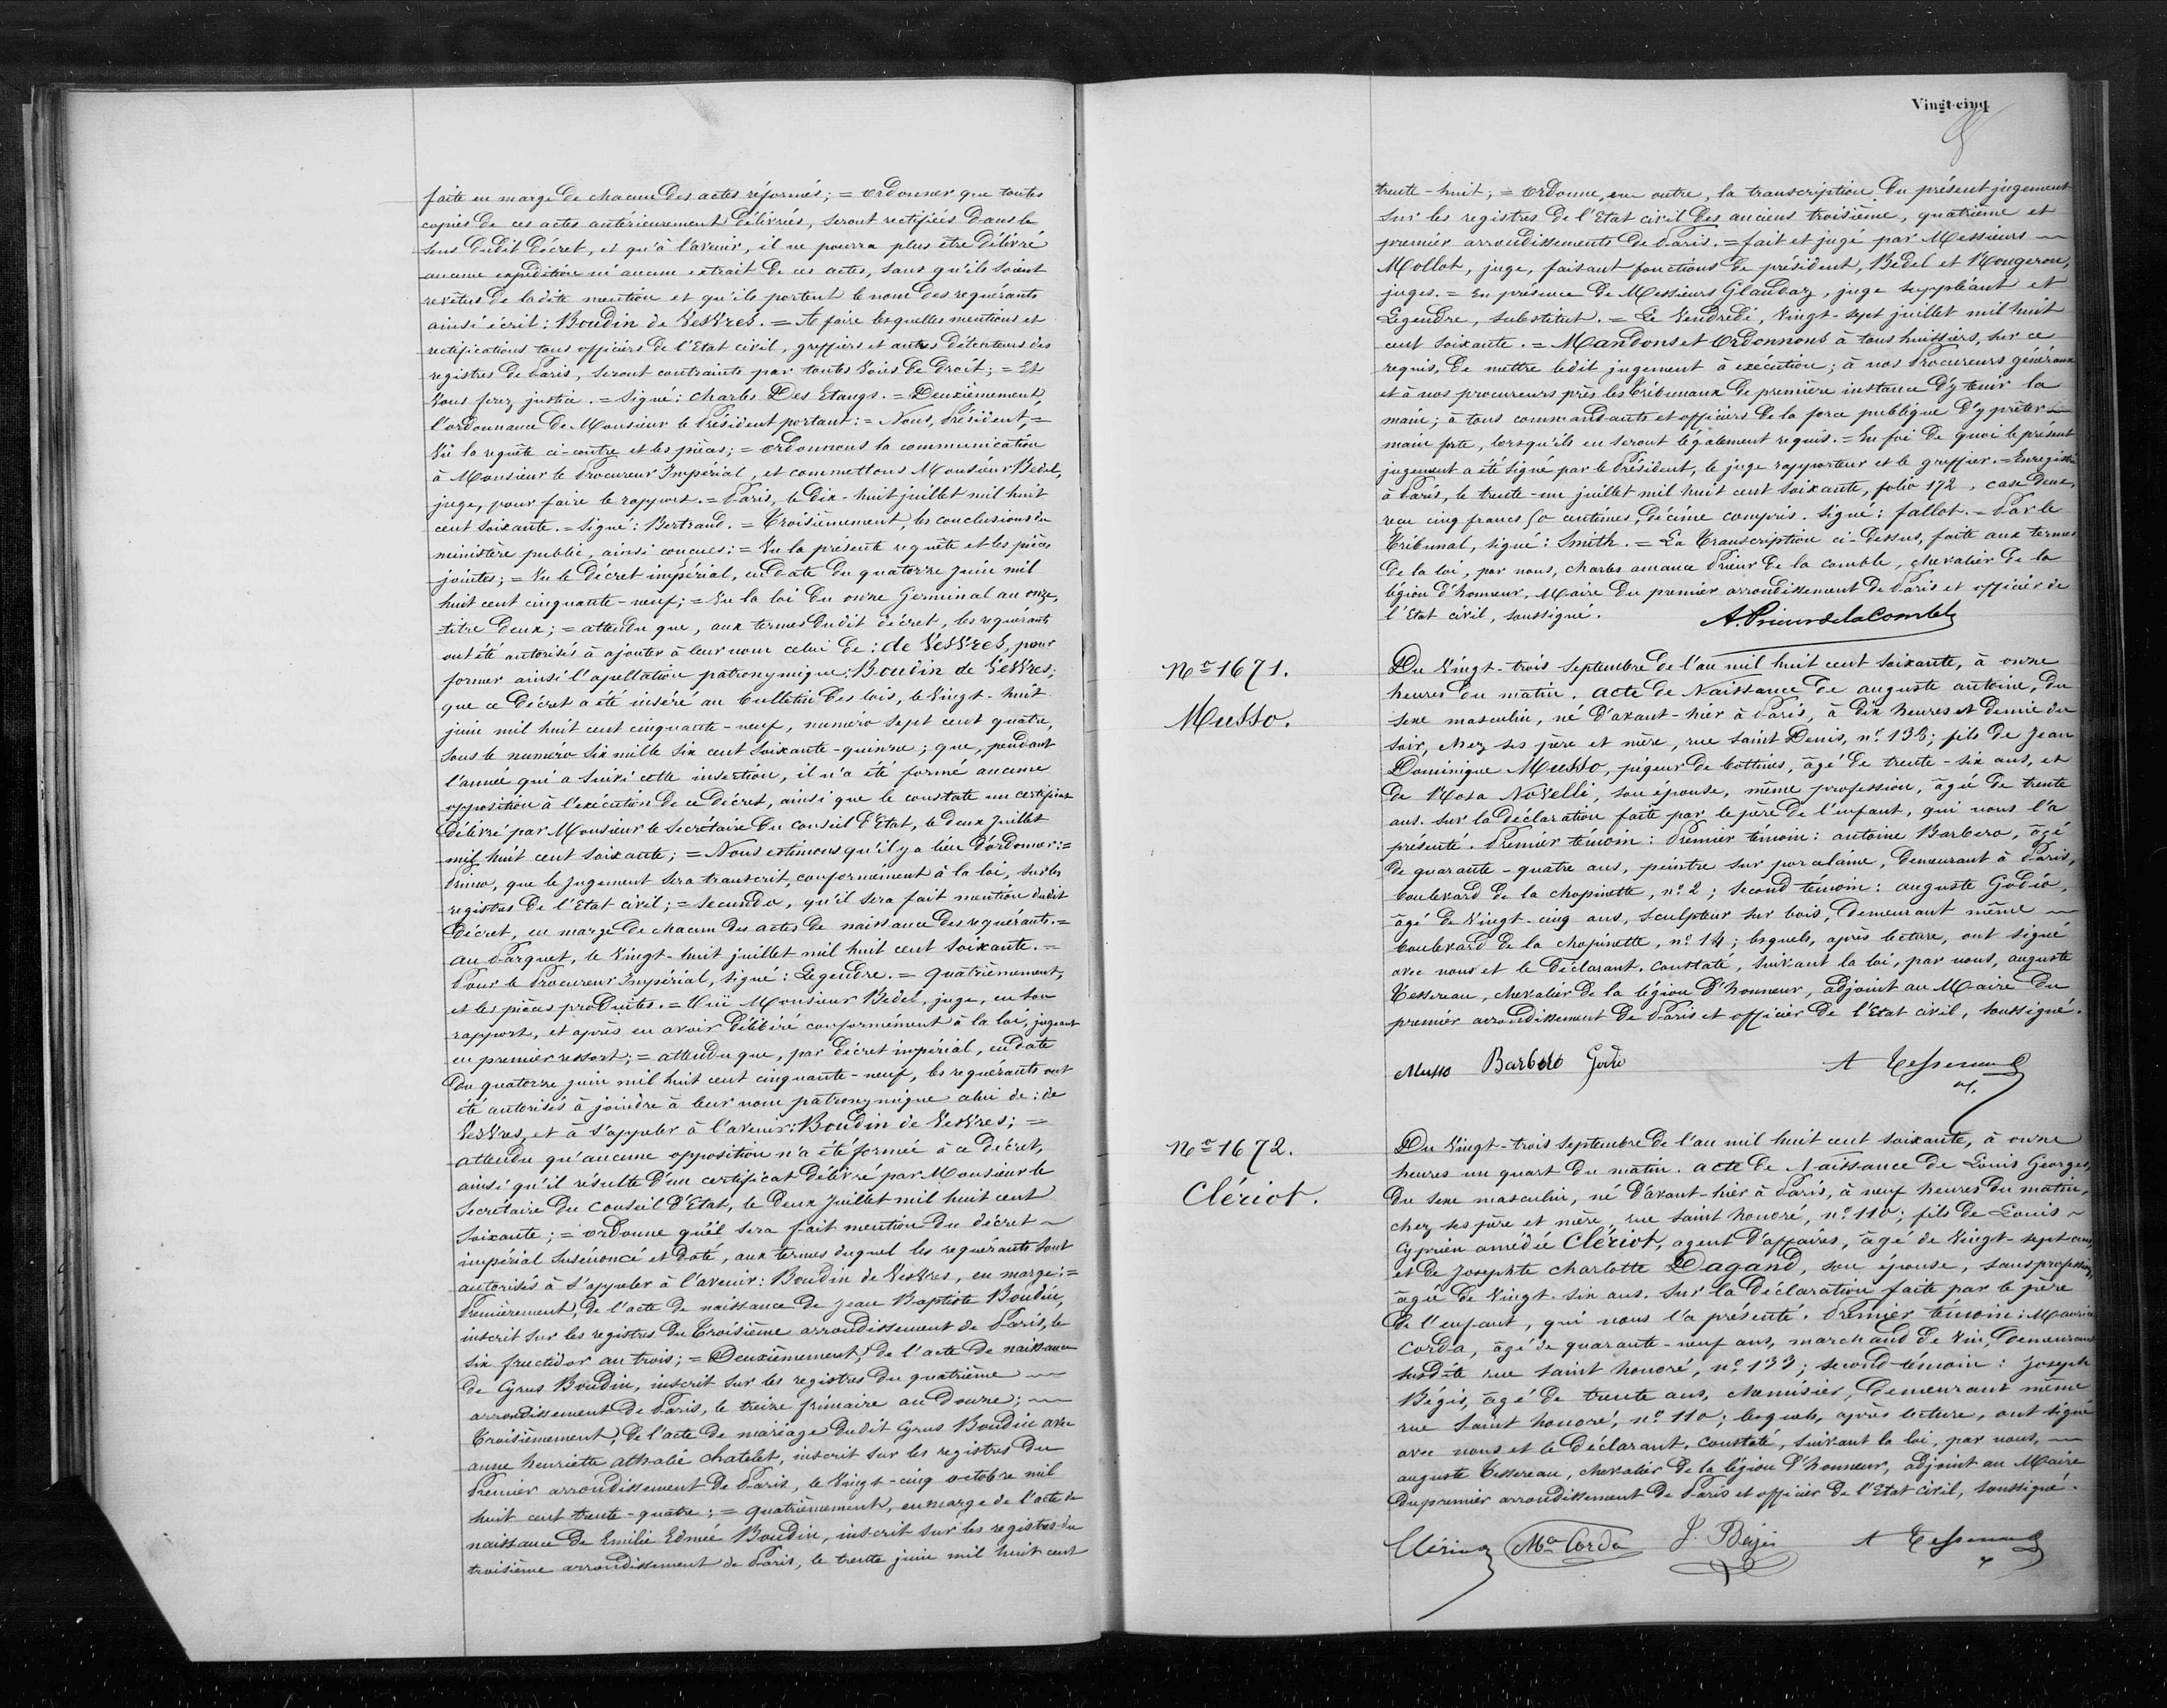 faite en marge de chacun des actes réformés; = ordonner que toutes
copies de ces actes antérieurement délivrés, seront rectifiées dans le
sens dudit décret, et qu'à l'avenir, il ne pourra plus être délivré
aucune expédition ni aucun extrait de ces actes, sans qu'ils soient
revêtus de ladite mention et qu'ils portent le nom des requérants
ainsi écrit: Boudin de Vesvres. = A faire lesquelles mentions et
rectifications tous officiers de l'Etat civil, greffiers et autres détenteurs des
registres de Paris, seront contraints par toutes voies de droit; = Et
vous ferez justice. = Signé: Charles Des Etangs. = Deuxièmement,
l'ordonnance de Monsieur le Président portant: = Nous, Président, =
Vu la requête ci-contre et les pièces; = ordonnons la communication
à Monsieur le Procureur Impérial, et commettons Monsieur Bedel,
juge, pour faire le rapport. = Paris, le dix-huit juillet mil huit
cent soixante. = Signé: Bertrand. = Troisièmement, les conclusions du
ministère public, ainsi conçues: = Vu la présente requête et les pièces
jointes; = Vu le décret impérial, en date du quatorze juin mil
huit cent cinquante-neuf; = Vu la loi du onze Germinal an onze,
titre deux; = attendu que, aux termes dudit décret, les requérants
ont été autorisés à ajouter à leur nom celui de: de Vesvres, pour
former ainsi l'apellation patronymique: Boudin de Vesvres;
que ce décret a été inséré au bulletin des lois, le vingt-huit
juin mil huit cent cinquante-neuf, numéro sept cent quatre,
sous le numéro six mille six cent soixante-quinze; que, pendant
l'année qui a suivi cette insertion, il n'a été formé aucune
opposition à l'exécution de ce décret, ainsi que le constate un certificat
délivré par Monsieur le Secrétaire du Conseil d'Etat, le deux juillet
mil huit cent soixante; = Nous estimons qu'il y a lieu d'ordonner: =
Primo, que le jugement sera transcrit, conformément à la loi, sur les
registres de l'Etat civil; = secundo, qu'il sera fait mention dudit
décret, en marge de chacun des actes de naissance des requérants. =
au Parquet, le vingt-huit juillet mil huit cent soixante. =
Pour le Procureur Impérial, signé: Legendre. = Quatrièmement,
et les pièces produites. = Ouï Monsieur Bedel, juge, en son
rapport, et après en avoir délibéré conformément à la loi, jugeant
en premier ressort; = attendu que, par décret impérial, en date
du quatorze juin mil huit cent cinquante-neuf, les requérants ont
été autorisés à joindre à leur nom patronymique celui de: de
Vesvres, et à s'appeler à l'avenir: Boudin de Vesvres; =
attendu qu'aucune opposition n'a été formée à ce décret,
ainsi qu'il résulte d'un certificat délivré par Monsieur le
Secrétaire du Conseil d'Etat, le deux juillet mil huit cent
soixante; = ordonne qu'il sera fait mention du décret
impérial susénoncé et daté, aux termes duquel les requérants sont
autorisés à s'appeler à l'avenir: Boudin de Vesvres, en marge: =
Premièrement, de l'acte de naissance de Jean Baptiste Boudin,
inscrit sur les registres du Troisième arrondissement de Paris, le
six fructidor an trois; = Deuxièmement, de l'acte de naissance
de Cyrus Boudin, inscrit sur les registres du quatrième
arrondissement de Paris, le treize frimaire an douze;
Troisièmement, de l'acte de mariage dudit Cyrus Boudin avec
anne henriette athalie Chatelet, inscrit sur les registres du
Premier arrondissement de Paris, le vingt-cinq octobre mil
huit cent trente-quatre; = quatrièmement, en marge de l'acte de
naissance de Emilie Edmée Boudin, inscrit sur les registres du
troisième arrondissement de Paris, le trente juin mil huit cent
Vingt-cinq
trente-huit; = ordonne, en outre, la transcription du présent jugement
sur les registres de l'Etat civil des anciens troisième, quatrième et
premier arrondissements de Paris. = fait et jugé par Messieurs
Mollot, juge, faisant fonctions de président, Bedel et Rougeron,
juges. = En présence de Messieurs Glandaz, juge suppléant et
Legendre, substitut. = Le Vendredi, vingt-sept juillet mil huit
cent soixante. = Mandons et Ordonnons à tous huissiers, sur ce
requis, de mettre ledit jugement à exécution; à nos Procureurs généraux
et à nos procureurs près les tribunaux de première instance d'y tenir la
main; à tous commandants et officiers de la force publique d'y prêter
main forte, lorsqu'ils en seront légalement requis. = En foi de quoi le présent
jugement a été signé par le Président, le juge rapporteur et le greffier. = Enregistré
à Paris, le trente-un juillet mil huit cent soixante, folio 172, case deux,
reçu cinq francs 50 centimes, décime compris. Signé: fallot. = Par le
Tribunal, signé: Smith. = La Transcription ci-dessus, faite aux termes
de la loi, par nous, Charles amance Prieur de la comble, chevalier de la
légion d'honneur, Maire du premier arrondissement de Paris et officier de
l'Etat civil, soussigné.
A. Prieur de la Comble
No 1671.
Musso.
Du vingt-trois septembre de l'an mil huit cent soixante, à onze
heures du matin. acte de Naissance de auguste antoine, du
sexe masculin, né d'avant-hier à Paris, à dix heures et demie du
soir, chez ses père et mère, rue saint Denis, no 138; fils de Jean
Dominique Musso, piqueur de bottines, âgé de trente-six ans, et
de Rosa Novelli, son épouse, même profession, âgée de trente
ans. sur la déclaration faite par le père de l'enfant, qui nous l'a
présenté. Premier témoin: Premier témoin: antoine Barbero, âgé
de quarante-quatre ans, peintre sur porcelaine, demeurant à Paris,
boulevard de la chopinette, no 2; second témoin: auguste Godio,
âgé de vingt-cinq ans, sculpteur sur bois, demeurant même
boulevard de la chopinette, no 14; lesquels, après lecture, ont signé
avec nous et le déclarant. constaté, suivant la loi, par nous, auguste
Tessereau, chevalier de la légion d'honneur, adjoint au Maire du
premier arrondissement de Paris et officier de l'Etat civil, soussigné.
Musso Barbero Godio A Tessereau
No 1672.
Clériot.
Du vingt-trois septembre de l'an mil huit cent soixante, à onze
heures un quart du matin. acte de Naissance de Louis Georges,
du sexe masculin, né d'avant-hier à Paris, à neuf heures du matin,
chez ses père et mère, rue saint honoré, no 110; fils de Louis
Cyprien amédée Clériot, agent d'affaires, âgé de vingt-sept ans,
et de Josephte charlotte Dagand, son épouse, sans profession,
âgée de vingt-six ans. sur la déclaration faite par le père
de l'enfant, qui nous l'a présenté. Premier témoin: Maurice
Corda, âgé de quarante-neuf ans, marchand de vin, demeurant
susdite rue saint honoré, no 133; second témoin: Joseph
Bégis, âgé de trente ans, chemisier, demeurant même
rue Saint honoré, no 110; lesquels, après lecture, ont signé
avec nous et le déclarant. constaté, suivant la loi, par nous,
auguste Tessereau, chevalier de la légion d'honneur, adjoint au Maire
du premier arrondissement de Paris et officier de l'Etat civil, soussigné.
Clériot Mce Corda J. Bégis A Tessereau